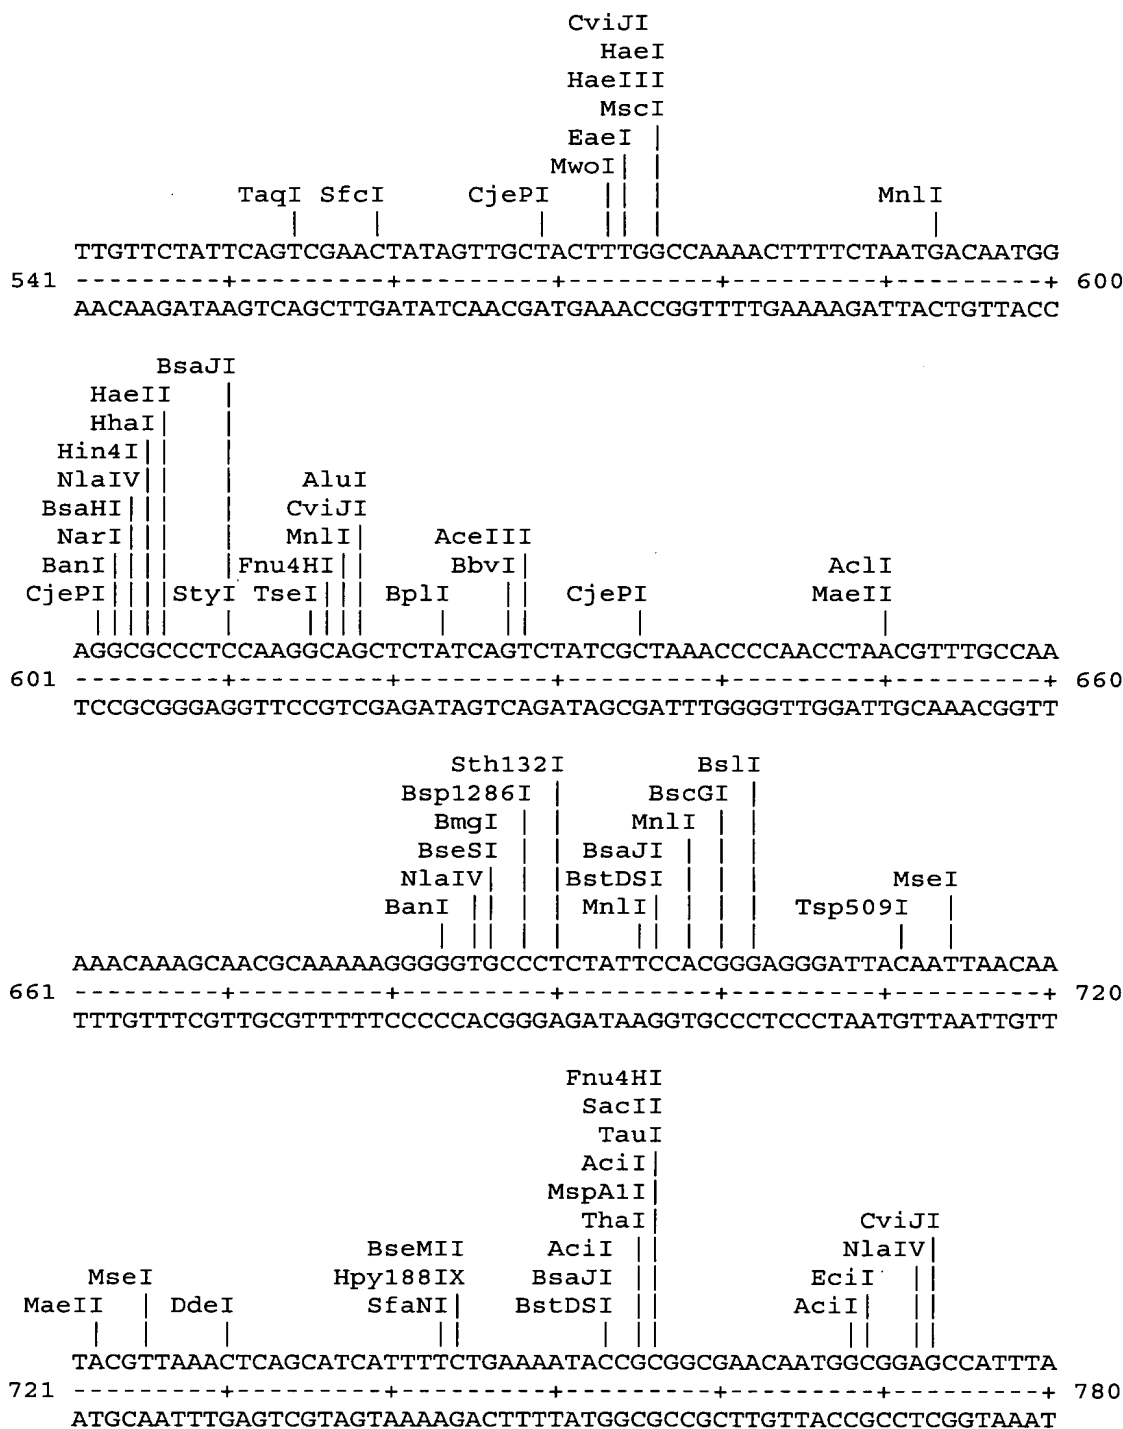 CviJI
HaeI
HaeIII
MscI
EaeI |
MwoI| |
TaqI SfcI CjePI || | MnlI
| | | || | |
TTGTTCTATTCAGTCGAACTATAGTTGCTACTTTTGGCCAAAACTTTTCTAATGACAATGG
541 ---------+---------+---------+---------+---------+---------+ 600
AACAAGATAAGTCAGCTTGATATCAACGATGAAACCGGTTTTGAAAAGATTACTGTTACC
BsaJI
HaeII |
HhaI| |
Hin4I|| |
NlaIV|| | AluI
BsaHI||| | CviJI
NarI||| | MnlI| AceIII
BanI|||| |Fnu4HI|| BbvI| AclI
CjePI|||| StyI TseI||| BplI || CjePI MaeII
||||| | |||| | || | |
AGGCGCCCTCCAAGGCAGCTCTATCAGTCTATCGCTAAACCCCAACCTAACGTTTGCCAA
601 ---------+---------+---------+---------+---------+---------+ 660
TCCGCGGGAGGTTCCGTCGAGATAGTCAGATAGCGATTTGGGGTTGGATTGCAAACGGTT
Sth132I BslI
Bsp1286I | BscGI |
BmgI | | MnlI | |
BseSI | | BsaJI | | |
NlaIV| | |BstDSI | | | MseI
BanI || | | MnlI| | | | Tsp509I |
| || | | || | | | | |
AAACAAAGCAACGCAAAAAGGGGGTGCCCTCTATTCCACGGGAGGGATTACAATTAACAA
661 ---------+---------+---------+---------+---------+---------+ 720
TTTGTTTCGTTGCGTTTTTCCCCCACGGGAGATAAGGTGCCCTCCCTAATGTTAATTGTT
Fnu4HI
SacII
TauI
AciI|
MspA1I|
ThaI| CviJI
BseMII AciI || NlaIV|
MseI Hpy188IX BsaJI || EciI ||
MaeII | DdeI SfaNI| BstDSI || AciI| ||
| | | || | || || ||
TACGTTAAACTCAGCATCATTTTCTGAAAATACCGCGGCGAACAATGGCGGAGCCATTTA
721 ---------+---------+---------+---------+---------+---------+ 780
ATGCAATTTGAGTCGTAGTAAAAGACTTTTATGGCGCCGCTTGTTACCGCCTCGGTAAAT